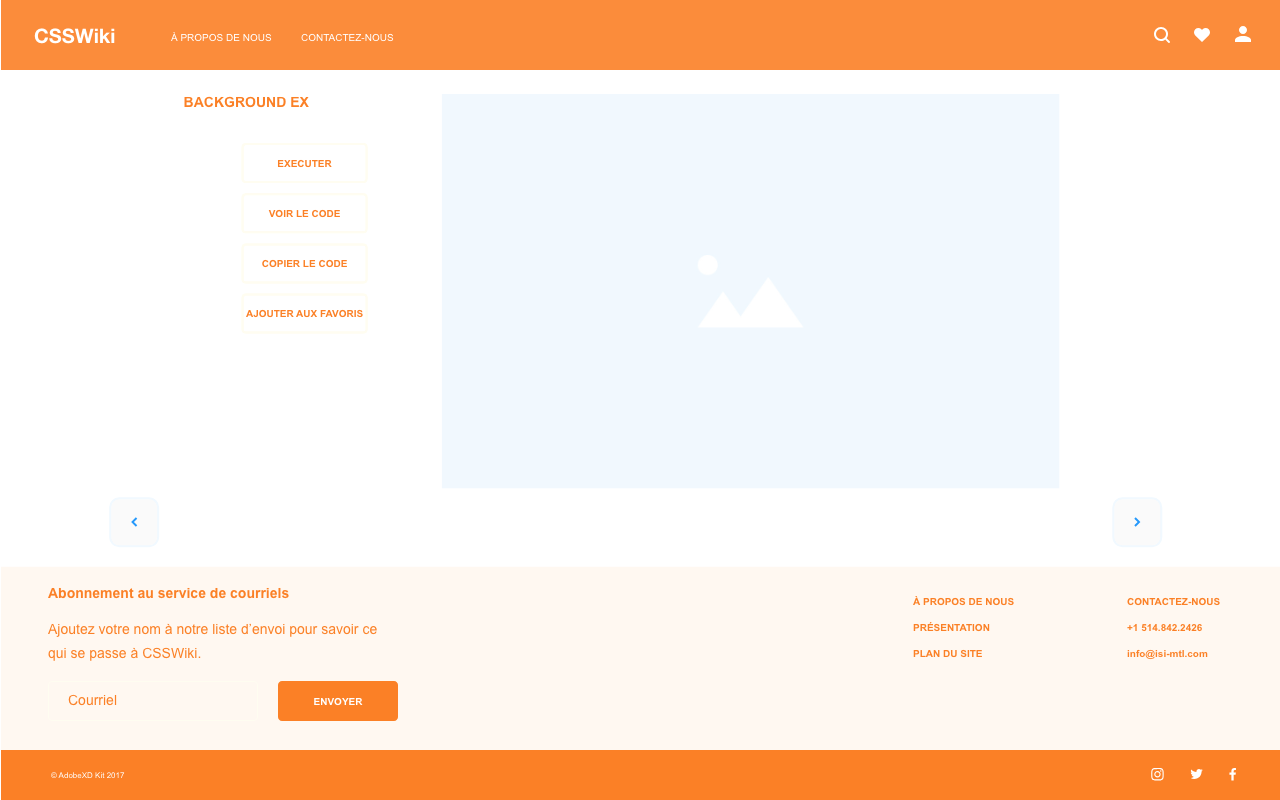 CSSWiki
À PROPOS DE NOUS
CONTACTEZ-NOUS
BACKGROUND EX
EXECUTER
VOIR LE CODE
COPIER LE CODE
AJOUTER AUX FAVORIS
Abonnement au service de courriels
Ajoutez votre nom à notre liste d’envoi pour savoir ce
qui se passe à CSSWiki.
Courriel
ENVOYER
À PROPOS DE NOUS
PRÉSENTATION
PLAN DU SITE
CONTACTEZ-NOUS
+1 514.842.2426
info@isi-mtl.com
© AdobeXD Kit 2017